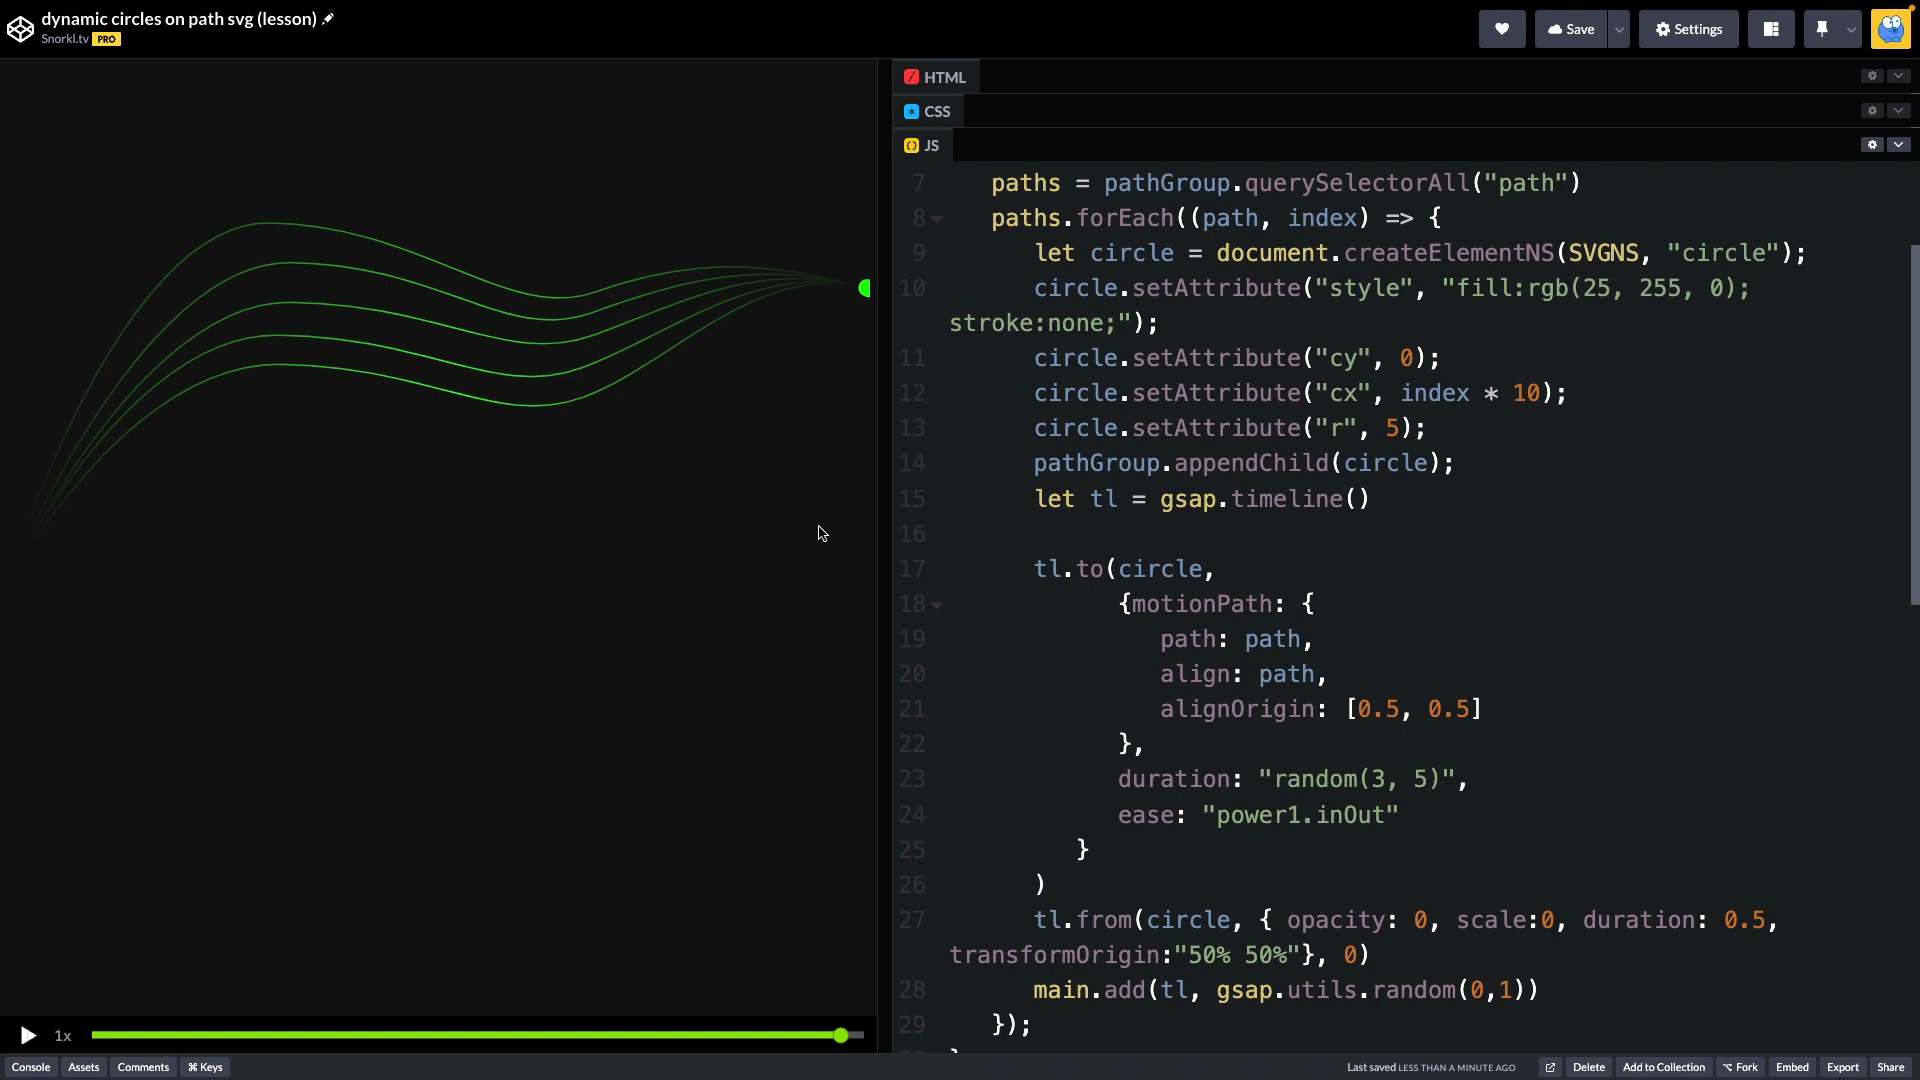 dynamic circles on path svg (lesson)
Snorkl.tv PRO
Save
Settings
HTML
CSS
JS
7 paths = pathGroup.querySelectorAll("path")
8 paths.forEach((path, index) => {
9 let circle = document.createElementNS(SVGNS, "circle");
10 circle.setAttribute("style", "fill:rgb(25, 255, 0);
stroke:none;");
11 circle.setAttribute("cy", 0);
12 circle.setAttribute("cx", index * 10);
13 circle.setAttribute("r", 5);
14 pathGroup.appendChild(circle);
15 let tl = gsap.timeline()
16
17 tl.to(circle,
18 {motionPath: {
19 path: path,
20 align: path,
21 alignOrigin: [0.5, 0.5]
22 },
23 duration: "random(3, 5)",
24 ease: "power1.inOut"
25 }
26 )
27 tl.from(circle, { opacity: 0, scale:0, duration: 0.5,
transformOrigin:"50% 50%"}, 0)
28 main.add(tl, gsap.utils.random(0,1))
29 });
1x
Console Assets Comments ⌘ Keys
Last saved LESS THAN A MINUTE AGO
Delete Add to Collection ⌥ Fork Embed Export Share